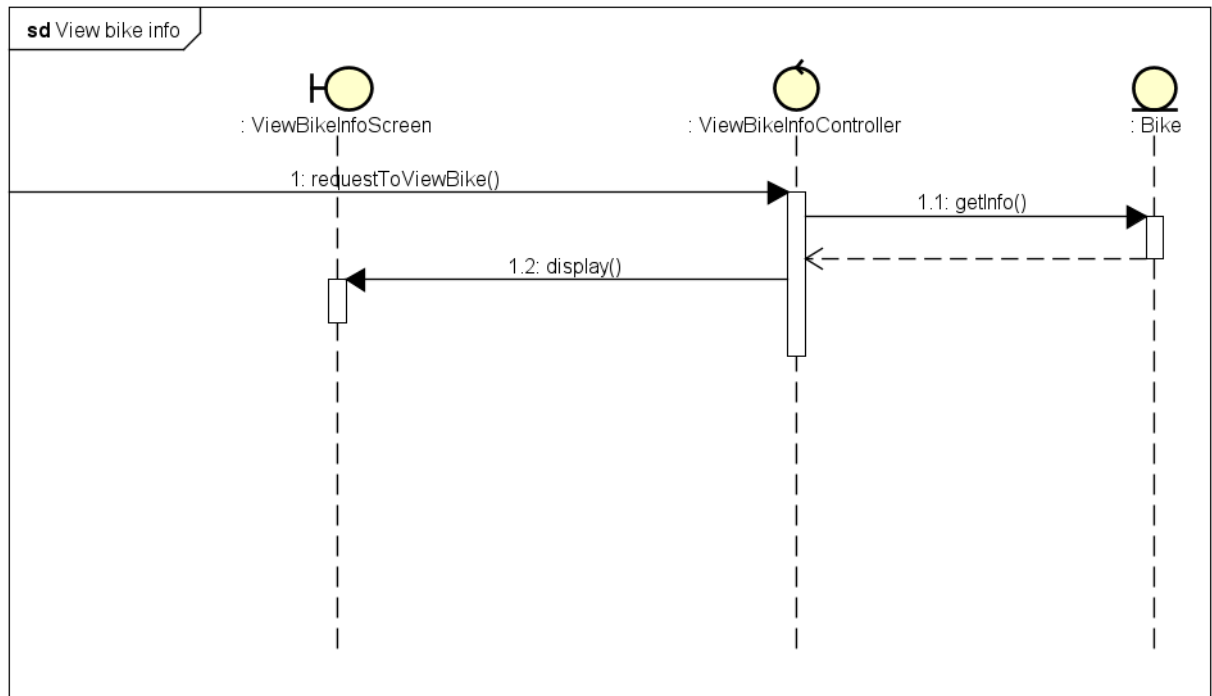 sd View bike info
: ViewBikeInfoScreen
: ViewBikeInfoController
: Bike
1: requestToViewBike()
1.1: getInfo()
1.2: display()